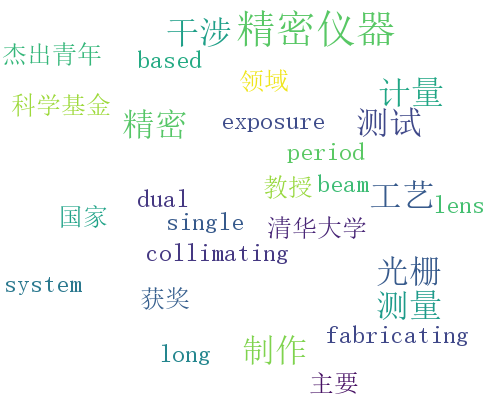 干涉 精密仪器
杰出青年 based
领域
科学基金 计量
精密 exposure 测试
period
教授 beam 工艺
dual lens
国家 single 清华大学
collimating
光栅
system 获奖 测量
fabricating
long 制作
主要